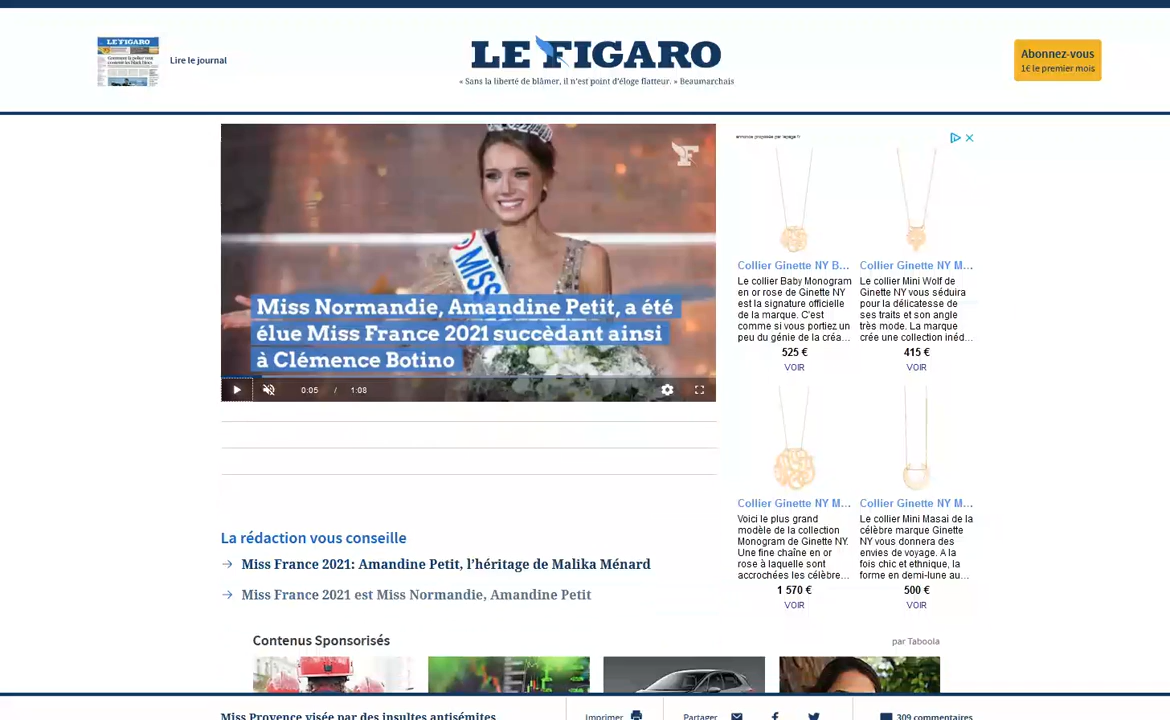 LE FIGARO
Lire le journal
LE FIGARO
« Sans la liberté de blâmer, il n'est point d'éloge flatteur. » Beaumarchais
Abonnez-vous
1€ le premier mois
MISS
Miss Normandie, Amandine Petit, a été
élue Miss France 2021 succèdant ainsi
à Clémence Botino
0:05 / 1:08
Collier Ginette NY B...
Le collier Baby Monogram
en or rose de Ginette NY
est la signature officielle
de la marque. C'est
comme si vous portiez un
peu du génie de la créa...
525 €
VOIR
Collier Ginette NY M...
Le collier Mini Wolf de
Ginette NY vous séduira
pour la délicatesse de
ses traits et son angle
très mode. La marque
crée une collection inéd...
415 €
VOIR
Collier Ginette NY M...
Voici le plus grand
modèle de la collection
Monogram de Ginette NY.
Une fine chaîne en or
rose à laquelle sont
accrochées les célèbre...
1 570 €
VOIR
Collier Ginette NY M...
Le collier Mini Masai de la
célèbre marque Ginette
NY vous donnera des
envies de voyage. A la
fois chic et ethnique, la
forme en demi-lune au...
500 €
VOIR
La rédaction vous conseille
Miss France 2021: Amandine Petit, l'héritage de Malika Ménard
Miss France 2021 est Miss Normandie, Amandine Petit
Contenus Sponsorisés
par Taboola
Miss Provence visée par des insultes antisémites
Imprimer
Partager
309 commentaires